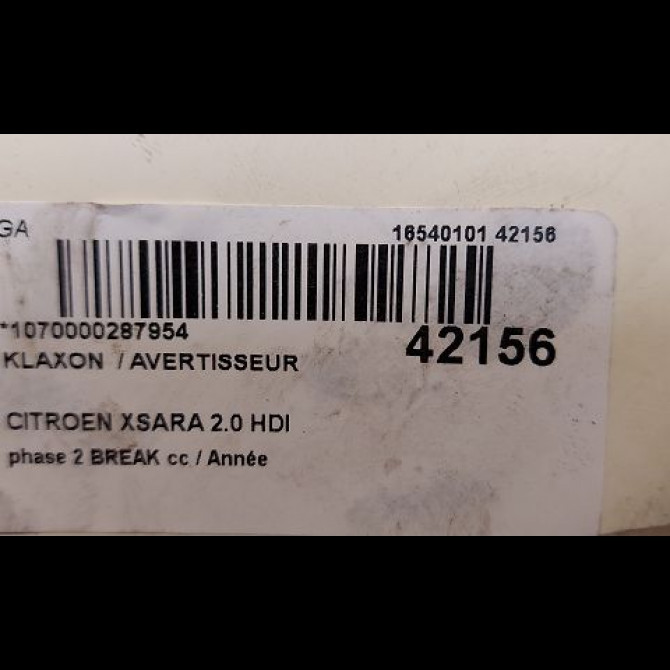 GA 16540101 42156
*1070000287954
42156
KLAXON / AVERTISSEUR
CITROEN XSARA 2.0 HDI
phase 2 BREAK cc / Année